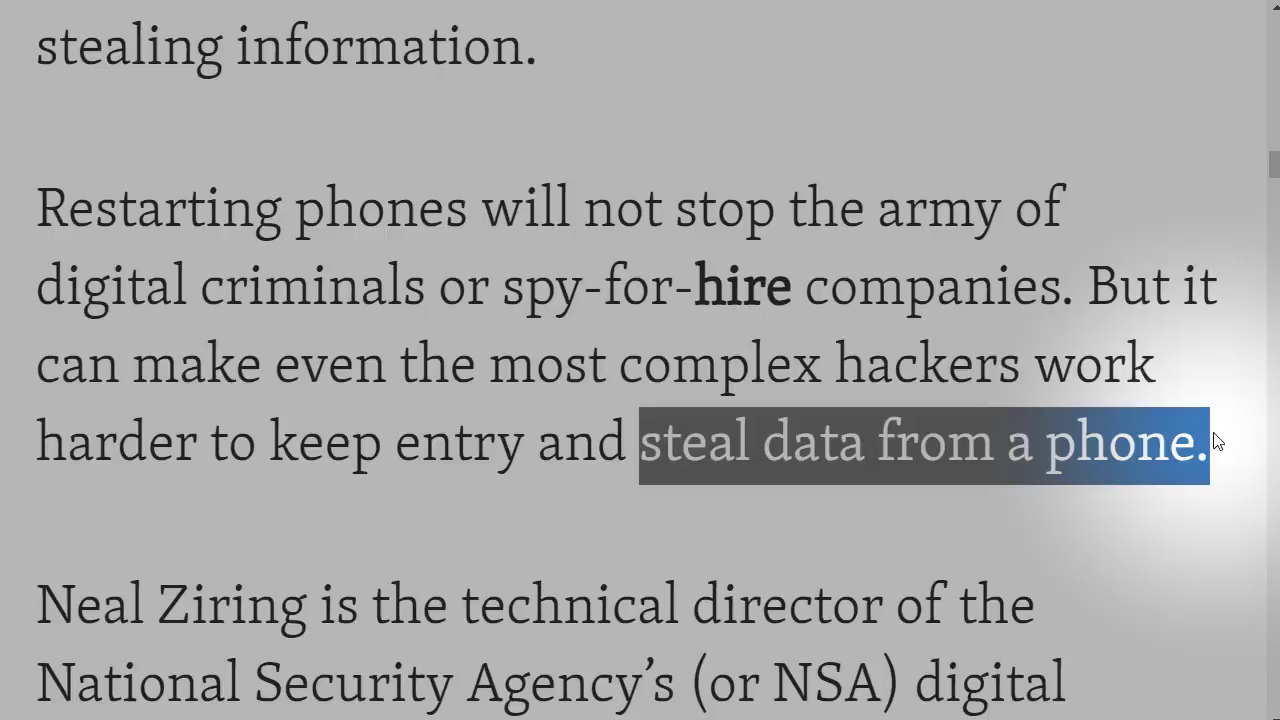 stealing information.
Restarting phones will not stop the army of
digital criminals or spy-for-hire companies. But it
can make even the most complex hackers work
harder to keep entry and steal data from a phone.
Neal Ziring is the technical director of the
National Security Agency’s (or NSA) digital